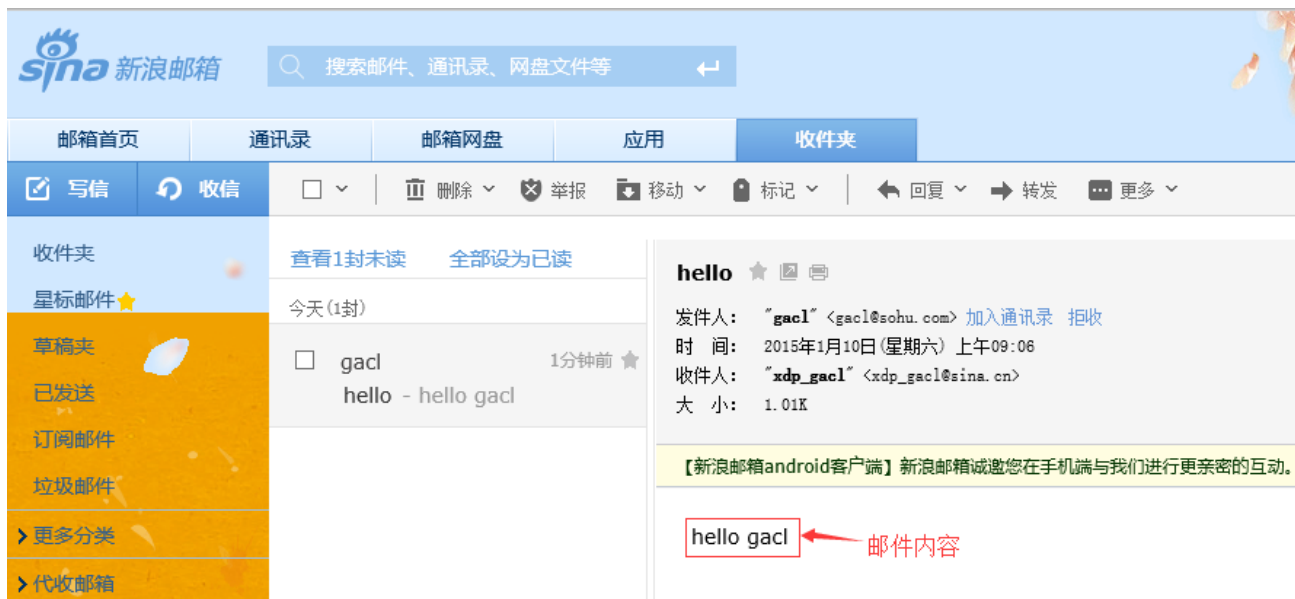 sina 新浪邮箱
搜索邮件、通讯录、网盘文件等
邮箱首页 通讯录 邮箱网盘 应用 收件夹
写信 收信 删除 举报 移动 标记 回复 转发 更多
收件夹
星标邮件
草稿夹
已发送
订阅邮件
垃圾邮件
更多分类
代收邮箱
查看1封未读 全部设为已读
今天(1封)
gacl 1分钟前
hello - hello gacl
hello
发件人: "gacl" <gacl@sohu.com> 加入通讯录 拒收
时 间: 2015年1月10日(星期六) 上午09:06
收件人: "xdp_gacl" <xdp_gacl@sina.cn>
大 小: 1.01K
【新浪邮箱android客户端】新浪邮箱诚邀您在手机端与我们进行更亲密的互动。
hello gacl 邮件内容